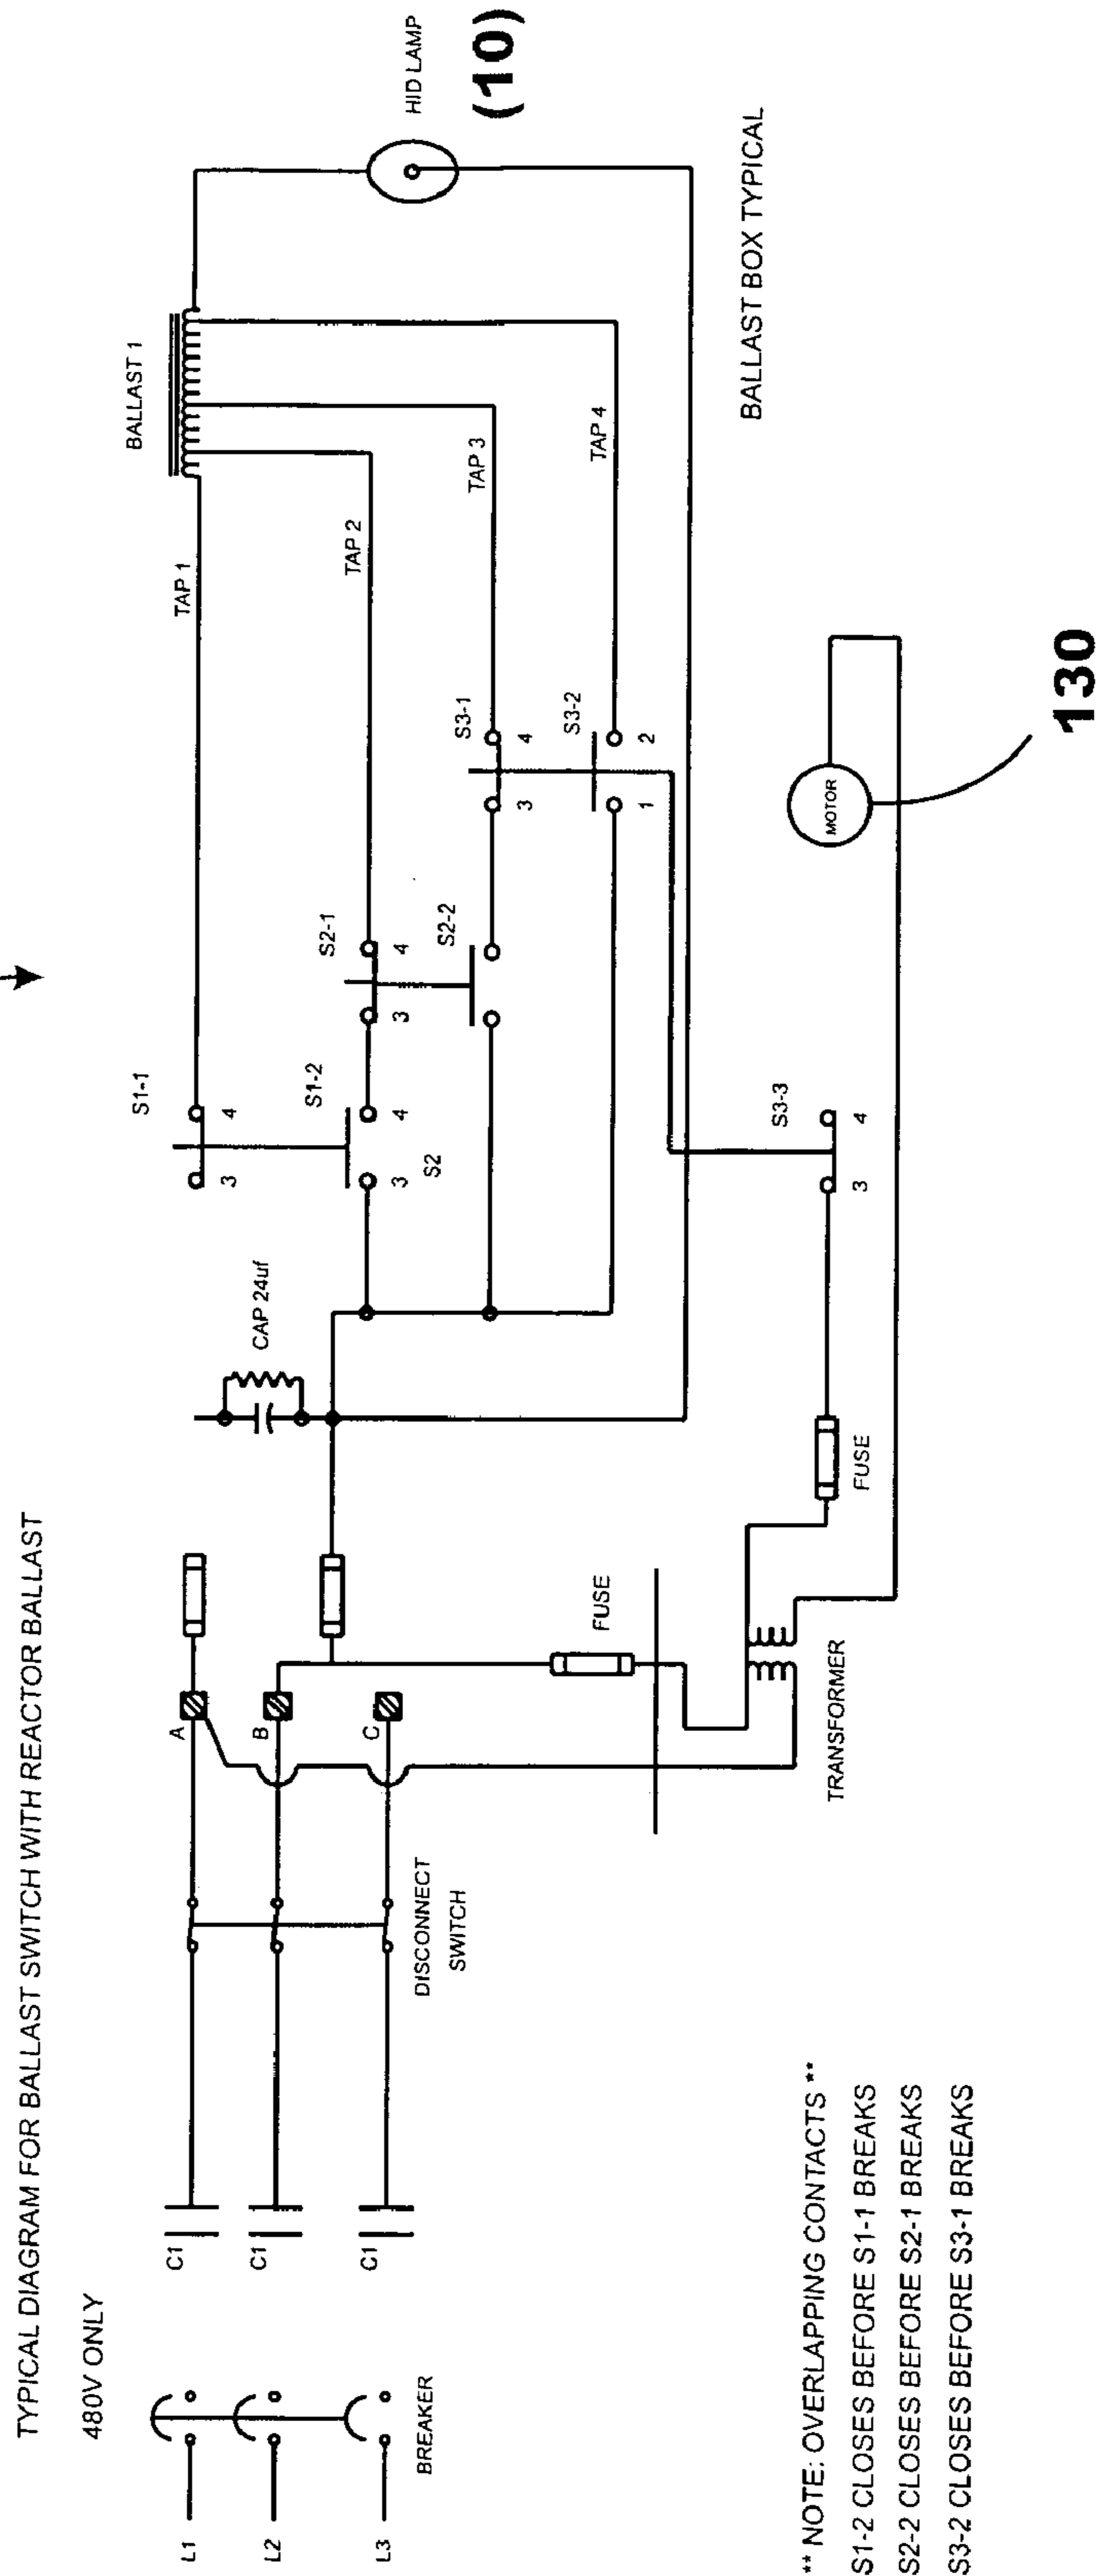 TYPICAL DIAGRAM FOR BALLAST SWITCH WITH REACTOR BALLAST
480V ONLY
L1
L2
L3
BREAKER
C1
C1
C1
DISCONNECT
SWITCH
A
B
C
FUSE
TRANSFORMER
FUSE
CAP 24uf
S1-1
3
4
S1-2
3
4
S2
S2-1
3
4
S2-2
S3-1
3
4
S3-2
1
2
S3-3
3
4
TAP 1
TAP 2
TAP 3
TAP 4
BALLAST 1
HID LAMP
(10)
BALLAST BOX TYPICAL
MOTOR
130
** NOTE: OVERLAPPING CONTACTS **
S1-2 CLOSES BEFORE S1-1 BREAKS
S2-2 CLOSES BEFORE S2-1 BREAKS
S3-2 CLOSES BEFORE S3-1 BREAKS